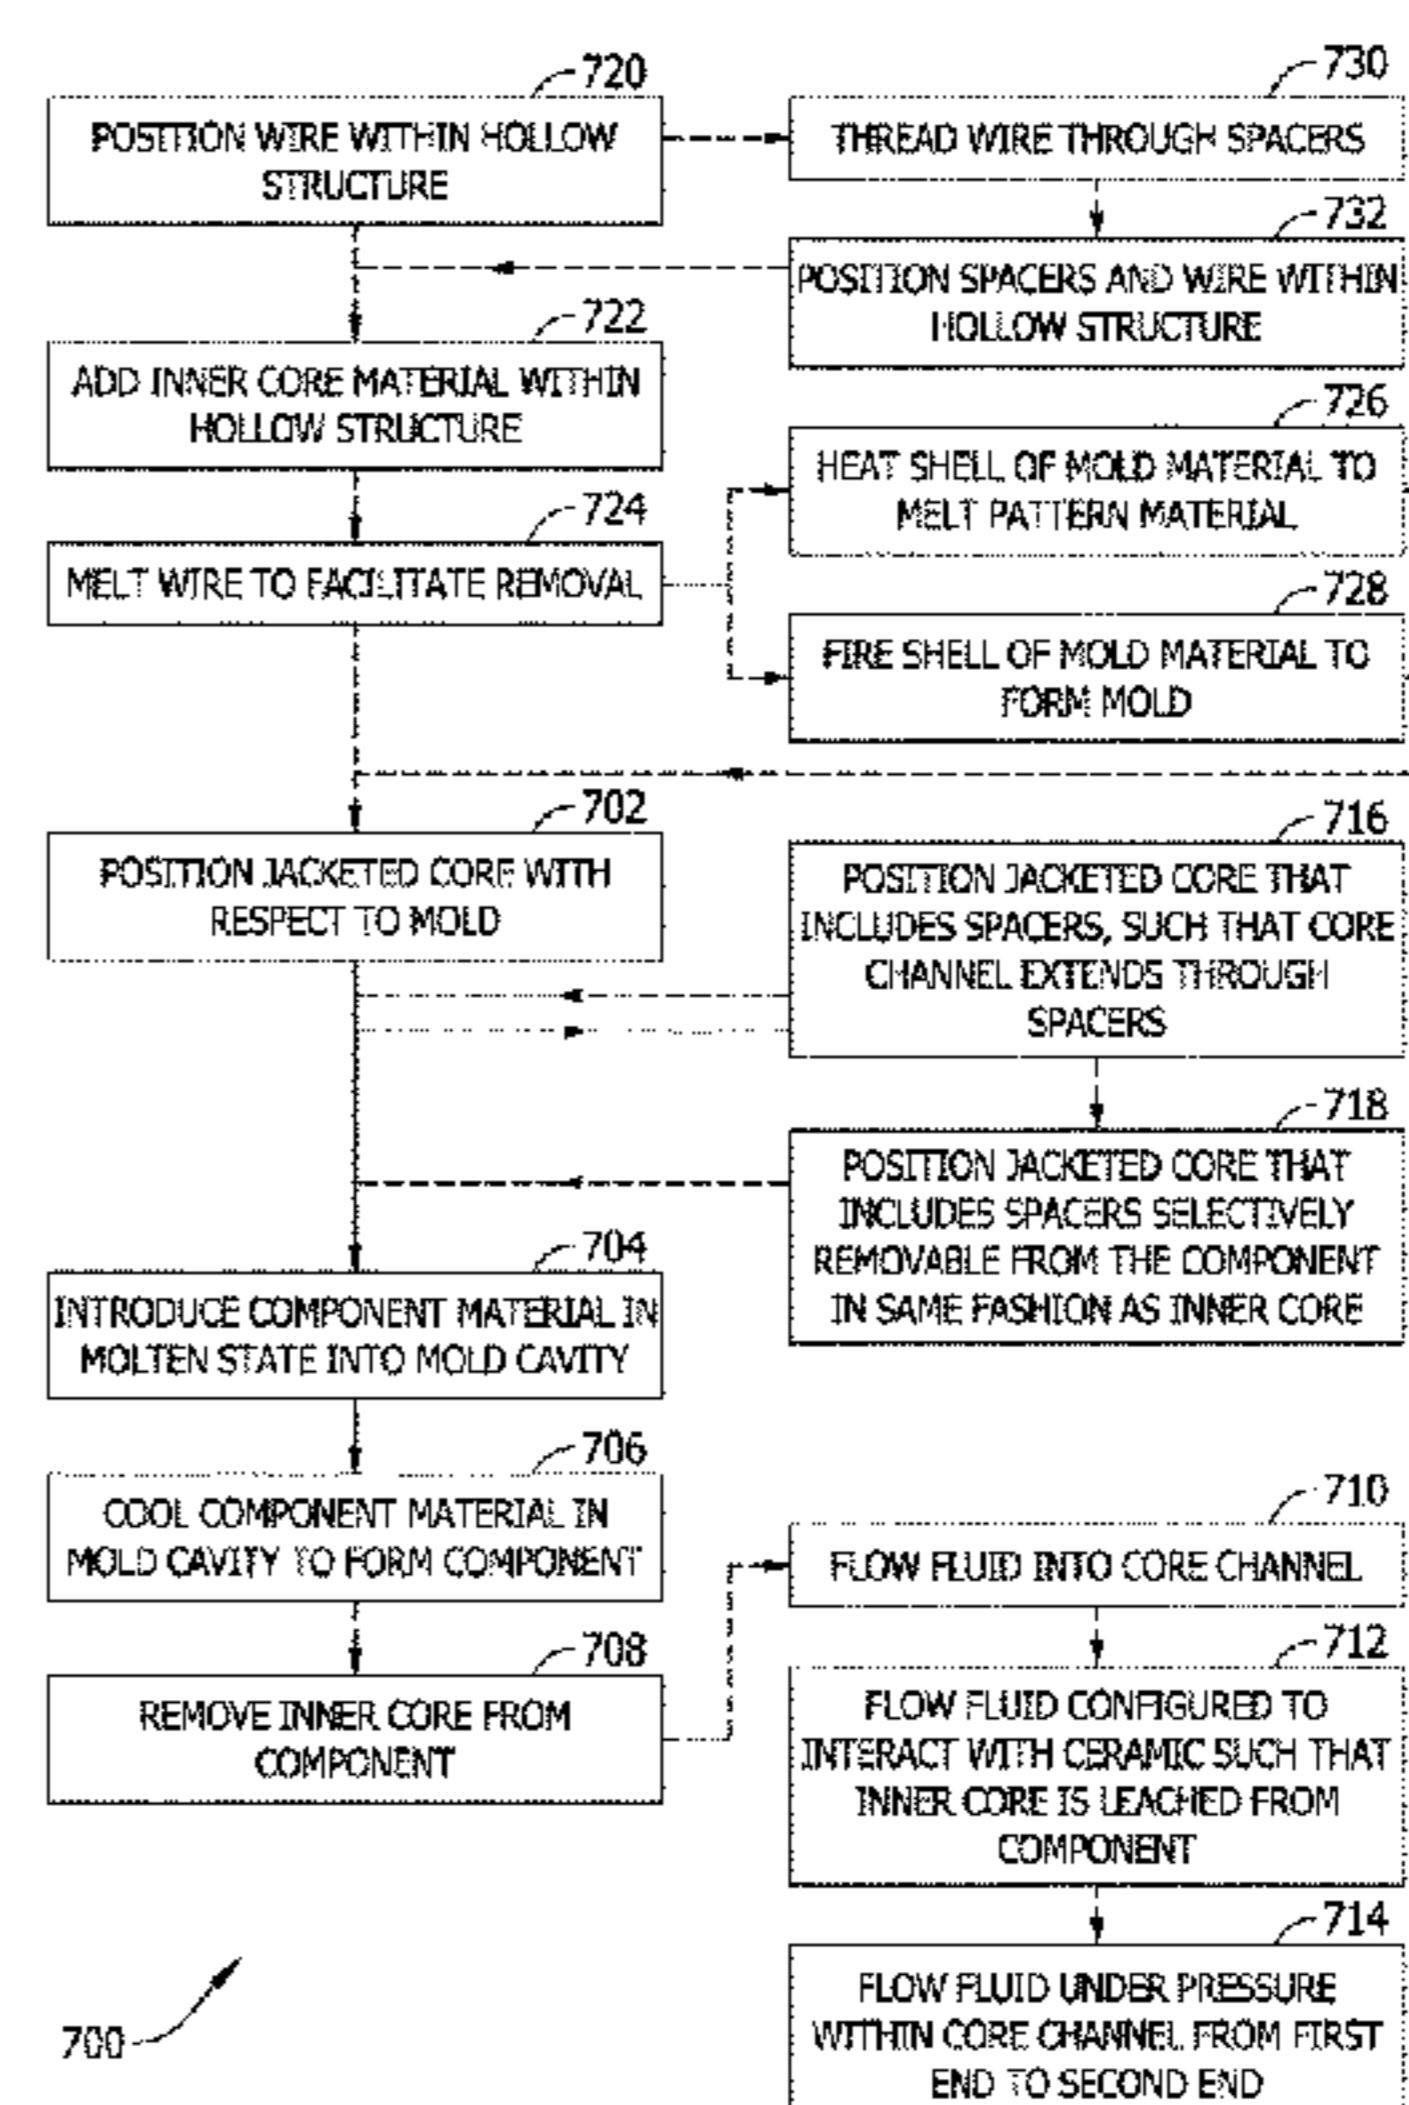 720
POSITION WIRE WITHIN HOLLOW
STRUCTURE
730
THREAD WIRE THROUGH SPACERS
732
POSITION SPACERS AND WIRE WITHIN
HOLLOW STRUCTURE
722
ADD INNER CORE MATERIAL WITHIN
HOLLOW STRUCTURE
724
MELT WIRE TO FACILITATE REMOVAL
726
HEAT SHELL OF MOLD MATERIAL TO
MELT PATTERN MATERIAL
728
FIRE SHELL OF MOLD MATERIAL TO
FORM MOLD
702
POSITION JACKETED CORE WITH
RESPECT TO MOLD
716
POSITION JACKETED CORE THAT
INCLUDES SPACERS, SUCH THAT CORE
CHANNEL EXTENDS THROUGH
SPACERS
718
POSITION JACKETED CORE THAT
INCLUDES SPACERS SELECTIVELY
REMOVABLE FROM THE COMPONENT
IN SAME FASHION AS INNER CORE
704
INTRODUCE COMPONENT MATERIAL IN
MOLTEN STATE INTO MOLD CAVITY
706
COOL COMPONENT MATERIAL IN
MOLD CAVITY TO FORM COMPONENT
708
REMOVE INNER CORE FROM
COMPONENT
710
FLOW FLUID INTO CORE CHANNEL
712
FLOW FLUID CONFIGURED TO
INTERACT WITH CERAMIC SUCH THAT
INNER CORE IS LEACHED FROM
COMPONENT
714
FLOW FLUID UNDER PRESSURE
WITHIN CORE CHANNEL FROM FIRST
END TO SECOND END
700